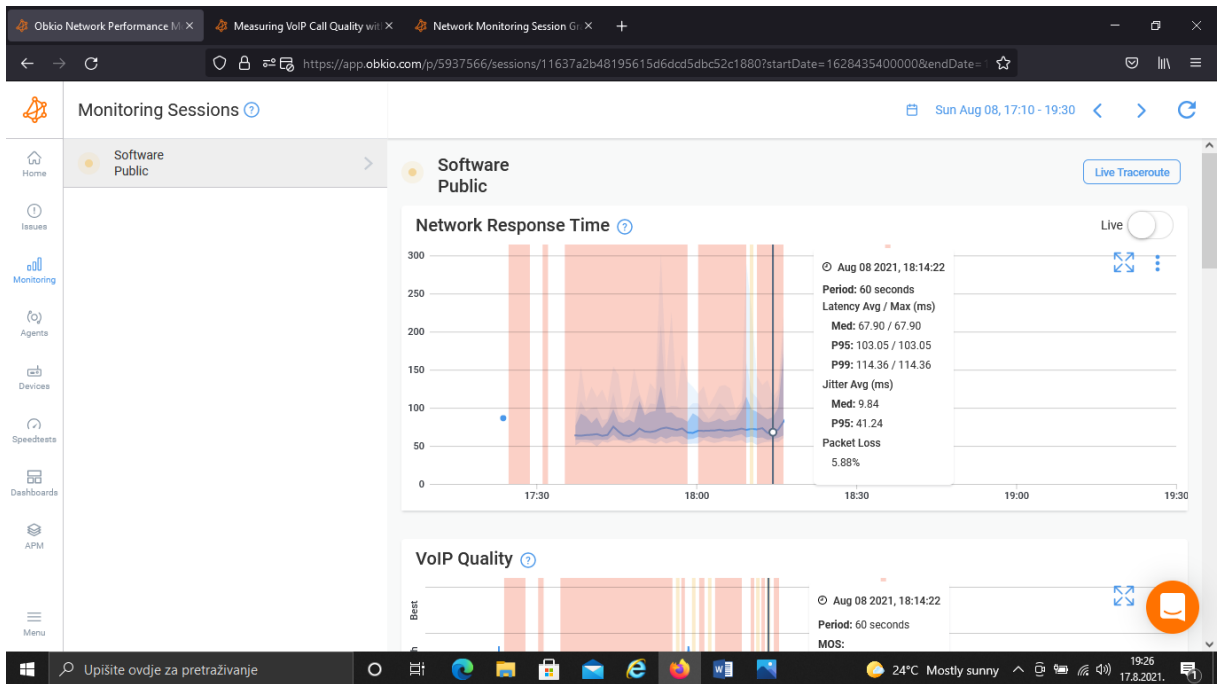 Obkio Network Performance M
Measuring VoIP Call Quality wit
Network Monitoring Session Gr
https://app.obkio.com/p/5937566/sessions/11637a2b48195615d6dcd5dbc52c1880?startDate=1628435400000&endDate=1
Monitoring Sessions
Sun Aug 08, 17:10 - 19:30
Home
Issues
Monitoring
Agents
Devices
Speedtests
Dashboards
APM
Menu
Software
Public
Software
Public
Live Traceroute
Network Response Time
Live
300
250
200
150
100
50
0
17:30
18:00
18:30
19:00
19:30
Aug 08 2021, 18:14:22
Period: 60 seconds
Latency Avg / Max (ms)
Med: 67.90 / 67.90
P95: 103.05 / 103.05
P99: 114.36 / 114.36
Jitter Avg (ms)
Med: 9.84
P95: 41.24
Packet Loss
5.88%
VoIP Quality
Best
Aug 08 2021, 18:14:22
Period: 60 seconds
MOS:
Upišite ovdje za pretraživanje
24°C Mostly sunny
19:26
17.8.2021.
1